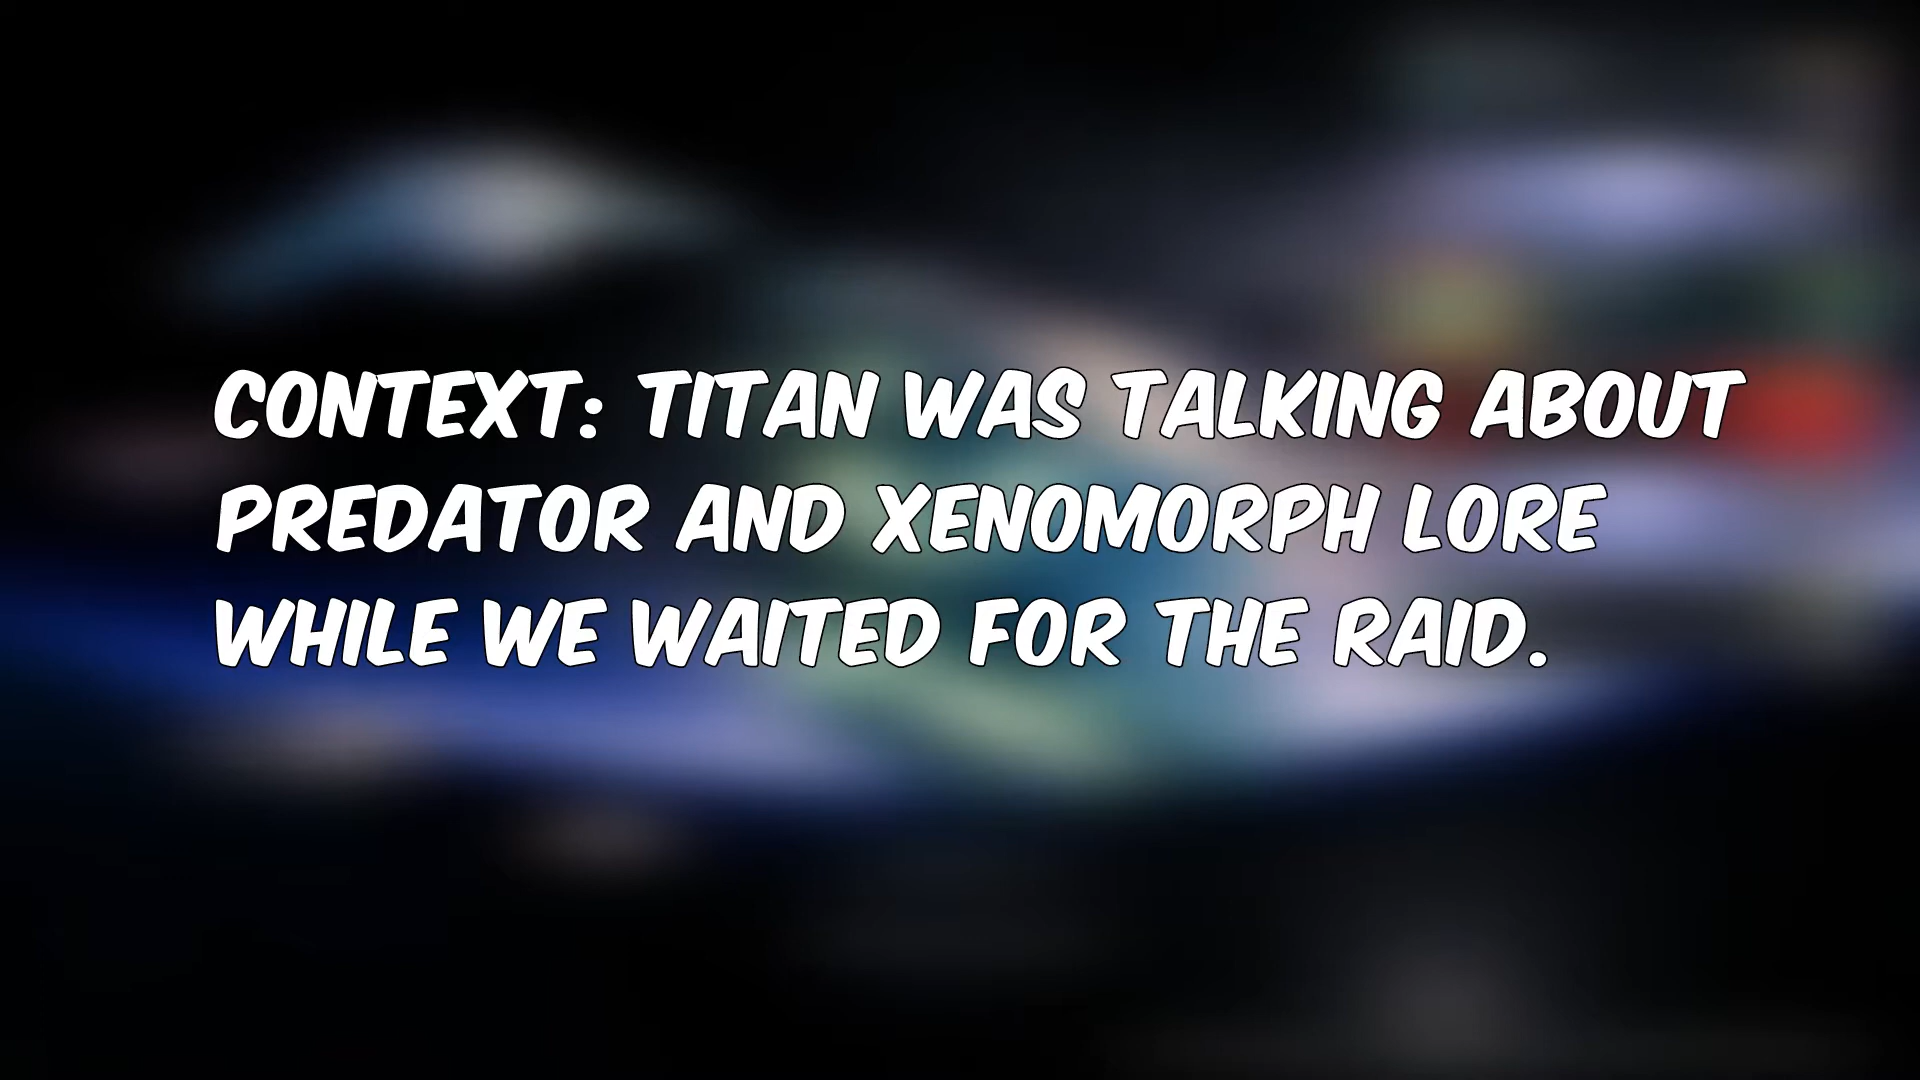 CONTEXT: TITAN WAS TALKING ABOUT
PREDATOR AND XENOMORPH LORE
WHILE WE WAITED FOR THE RAID.